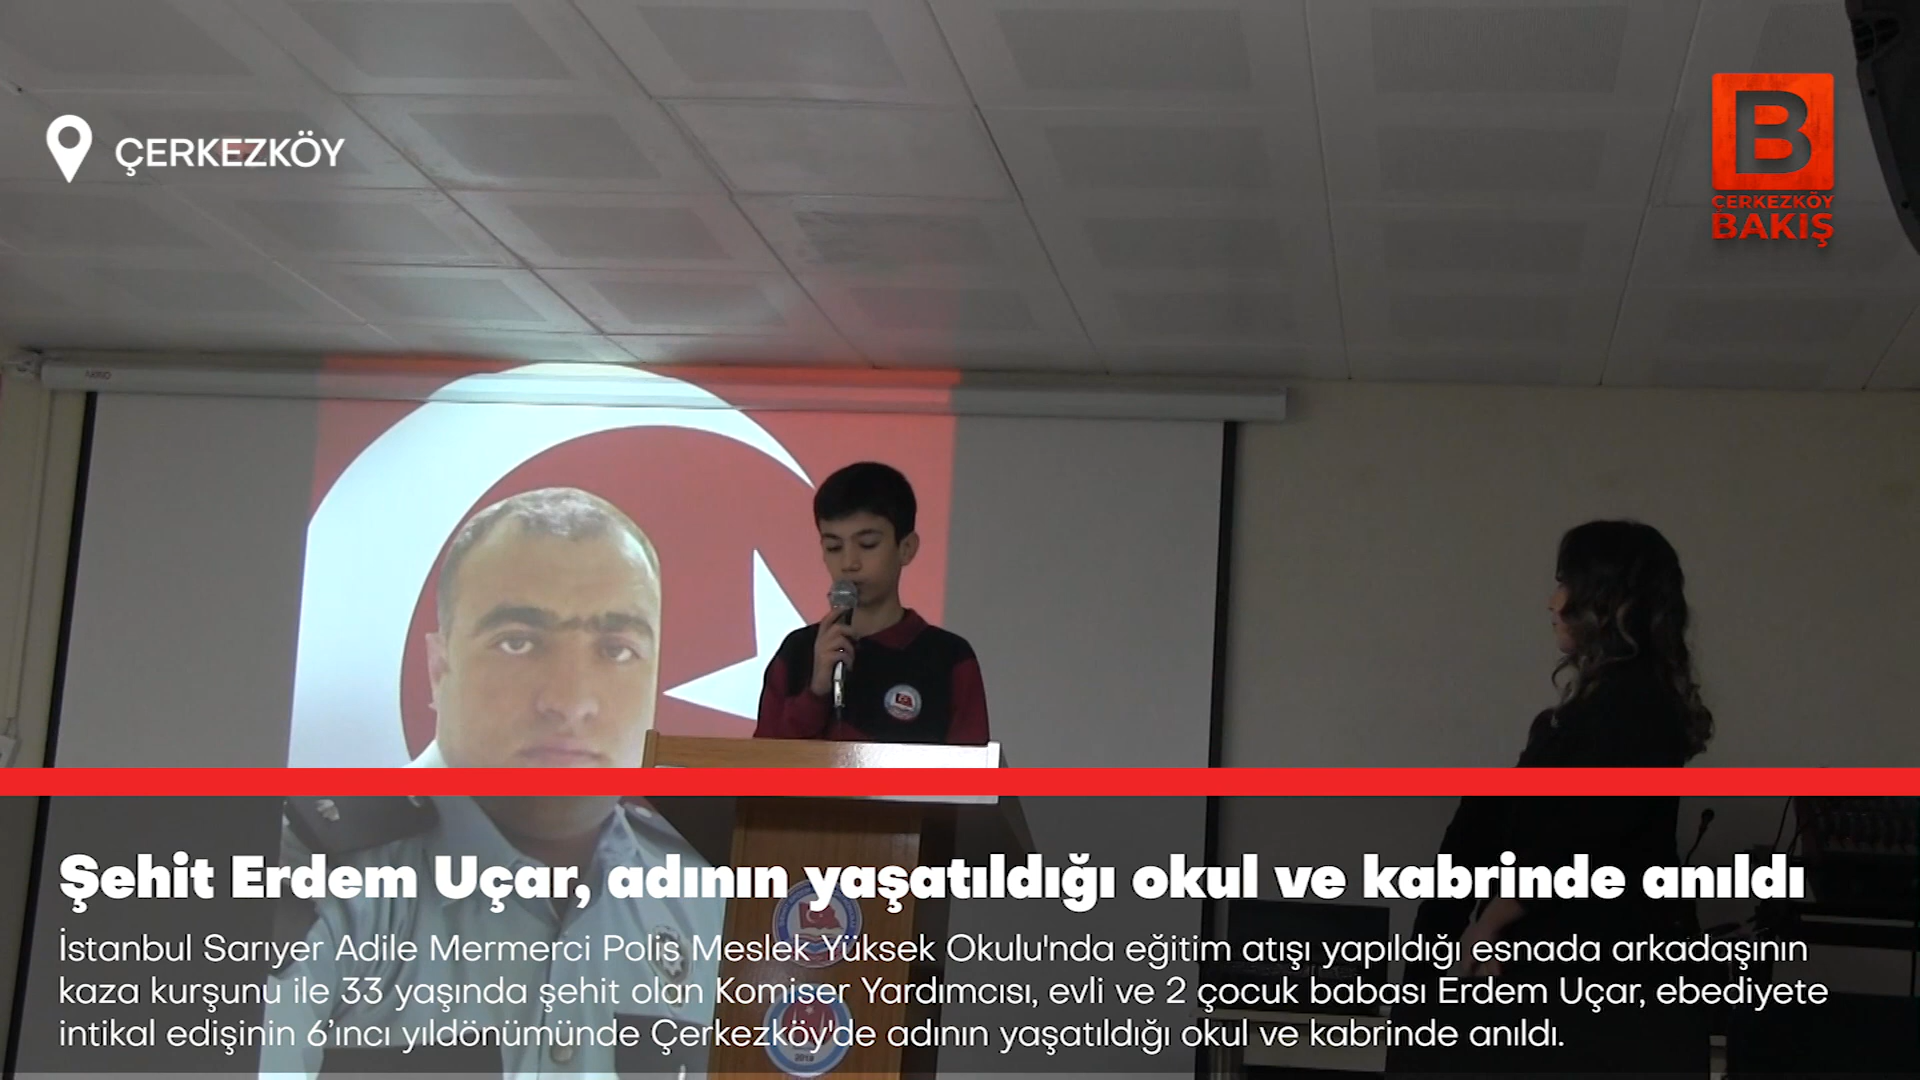 ÇERKEZKÖY
B
ÇERKEZKÖY
BAKIŞ
Şehit Erdem Uçar, adının yaşatıldığı okul ve kabrinde anıldı
İstanbul Sarıyer Adile Mermerci Polis Meslek Yüksek Okulu'nda eğitim atışı yapıldığı esnada arkadaşının
kaza kurşunu ile 33 yaşında şehit olan Komiser Yardımcısı, evli ve 2 çocuk babası Erdem Uçar, ebediyete
intikal edişinin 6’ıncı yıldönümünde Çerkezköy'de adının yaşatıldığı okul ve kabrinde anıldı.
2018